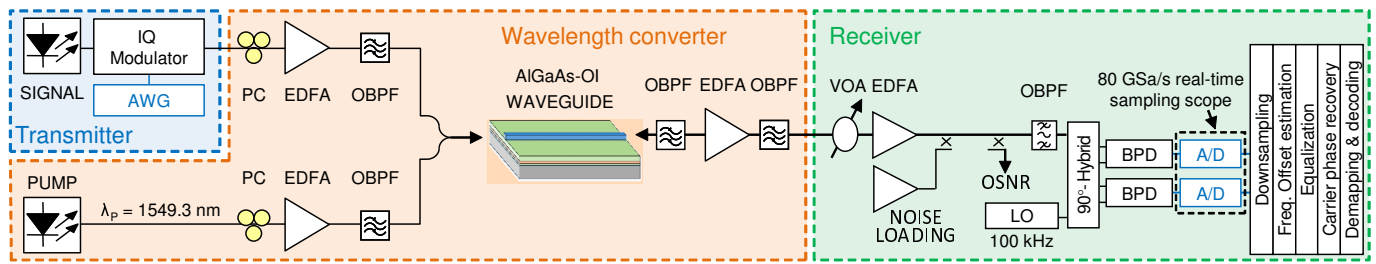 SIGNAL
IQ
Modulator
AWG
Transmitter
PUMP
λP = 1549.3 nm
PC
EDFA
OBPF
PC
EDFA
OBPF
Wavelength converter
AlGaAs-OI
WAVEGUIDE
OBPF
EDFA
OBPF
Receiver
VOA
EDFA
NOISE
LOADING
OSNR
OBPF
LO
100 kHz
90°- Hybrid
BPD
BPD
80 GSa/s real-time
sampling scope
A/D
A/D
Downsampling
Freq. Offset estimation
Equalization
Carrier phase recovery
Demapping & decoding